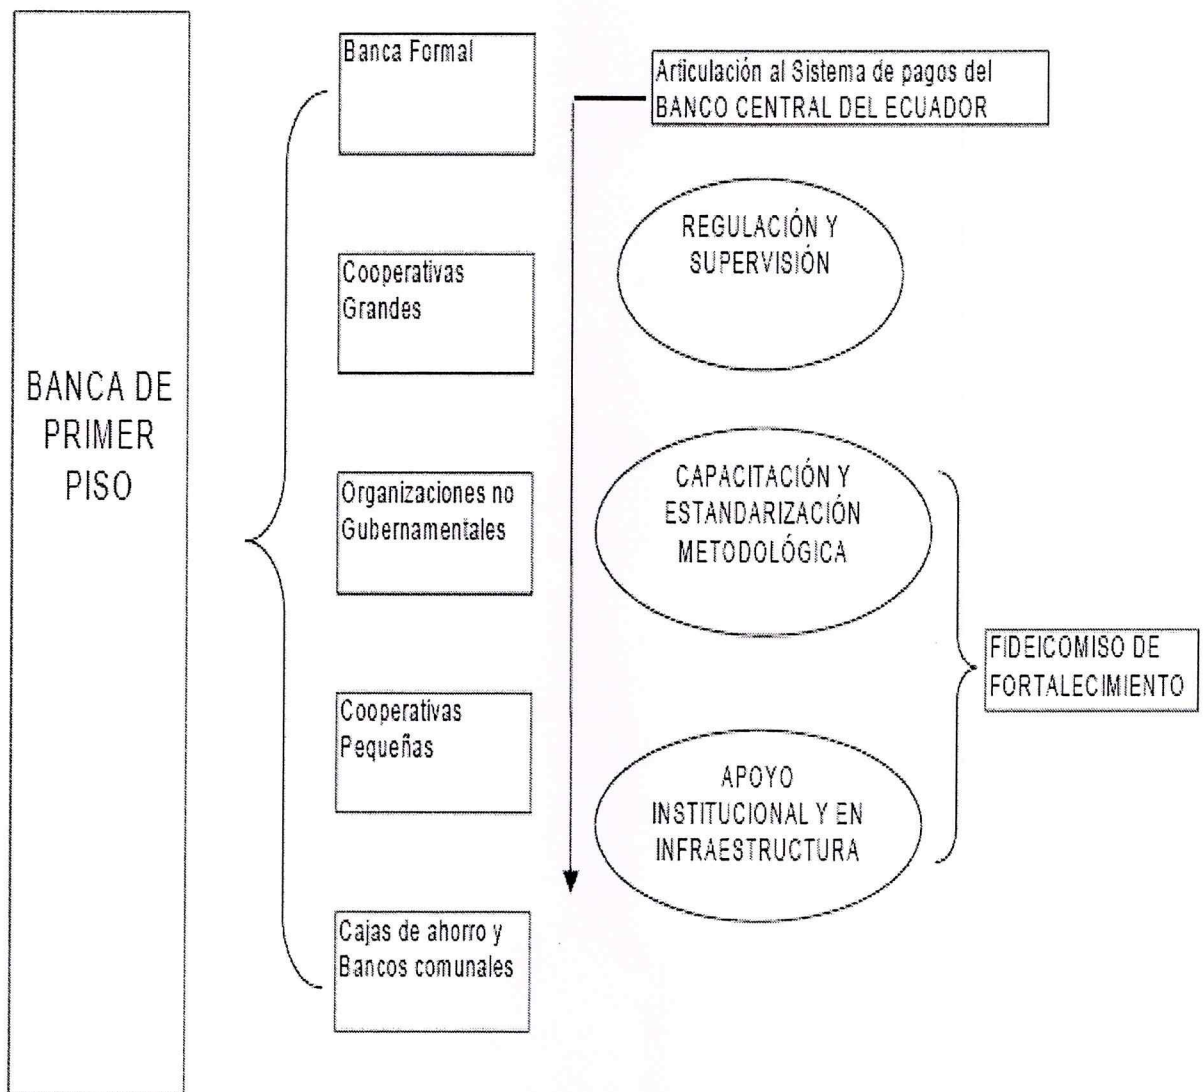 BANCA DE
PRIMER
PISO
Banca Formal
Cooperativas
Grandes
Organizaciones no
Gubernamentales
Cooperativas
Pequeñas
Cajas de ahorro y
Bancos comunales
Articulación al Sistema de pagos del
BANCO CENTRAL DEL ECUADOR
REGULACIÓN Y
SUPERVISIÓN
CAPACITACIÓN Y
ESTANDARIZACIÓN
METODOLÓGICA
APOYO
INSTITUCIONAL Y EN
INFRAESTRUCTURA
FIDEICOMISO DE
FORTALECIMIENTO